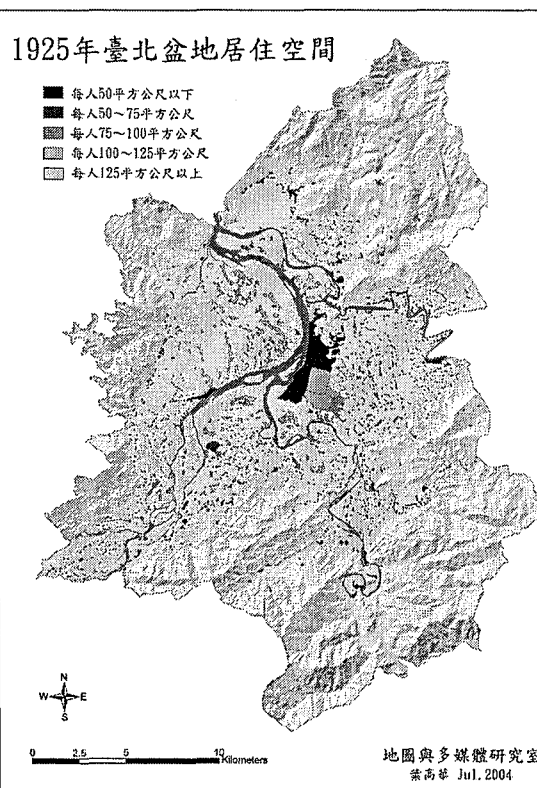 1925年臺北盆地居住空間
每人50平方公尺以下
每人50~75平方公尺
每人75~100平方公尺
每人100~125平方公尺
每人125平方公尺以上
N
W E
S
0 2.5 5 10 Kilometers
地圖與多媒體研究室
葉高華 Jul.2004